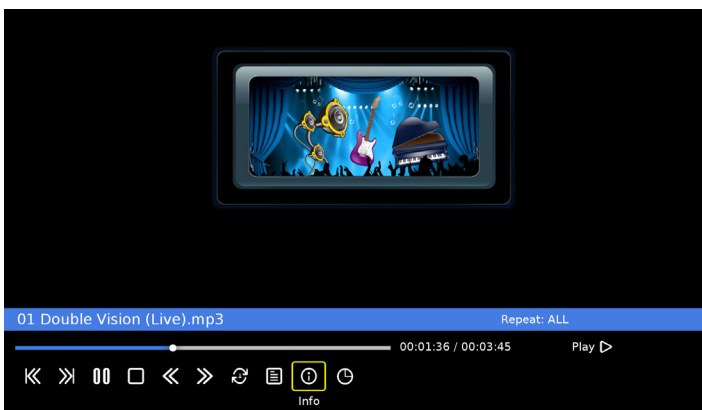 01 Double Vision (Live).mp3 Repeat: ALL
00:01:36 / 00:03:45 Play
Info